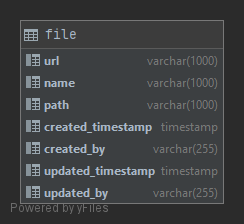 file
url varchar(1000)
name varchar(1000)
path varchar(1000)
created_timestamp timestamp
created_by varchar(255)
updated_timestamp timestamp
updated_by varchar(255)
Powered by yFiles